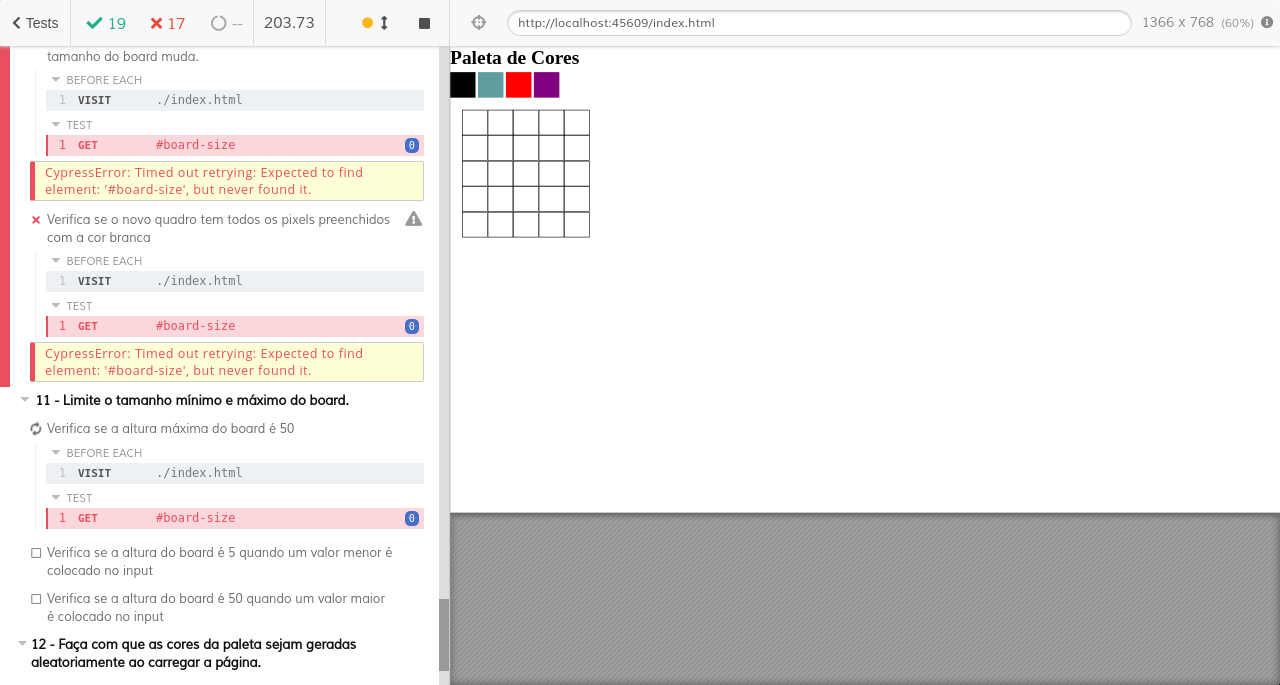 Tests
19
17
--
203.73
http://localhost:45609/index.html
1366 x 768 (60%)
tamanho do board muda.
BEFORE EACH
1 VISIT ./index.html
TEST
1 GET #board-size 0
CypressError: Timed out retrying: Expected to find
element: '#board-size', but never found it.
Verifica se o novo quadro tem todos os pixels preenchidos
com a cor branca
BEFORE EACH
1 VISIT ./index.html
TEST
1 GET #board-size 0
CypressError: Timed out retrying: Expected to find
element: '#board-size', but never found it.
11 - Limite o tamanho mínimo e máximo do board.
Verifica se a altura máxima do board é 50
BEFORE EACH
1 VISIT ./index.html
TEST
1 GET #board-size 0
Verifica se a altura do board é 5 quando um valor menor é
colocado no input
Verifica se a altura do board é 50 quando um valor maior
é colocado no input
12 - Faça com que as cores da paleta sejam geradas
aleatoriamente ao carregar a página.
Paleta de Cores